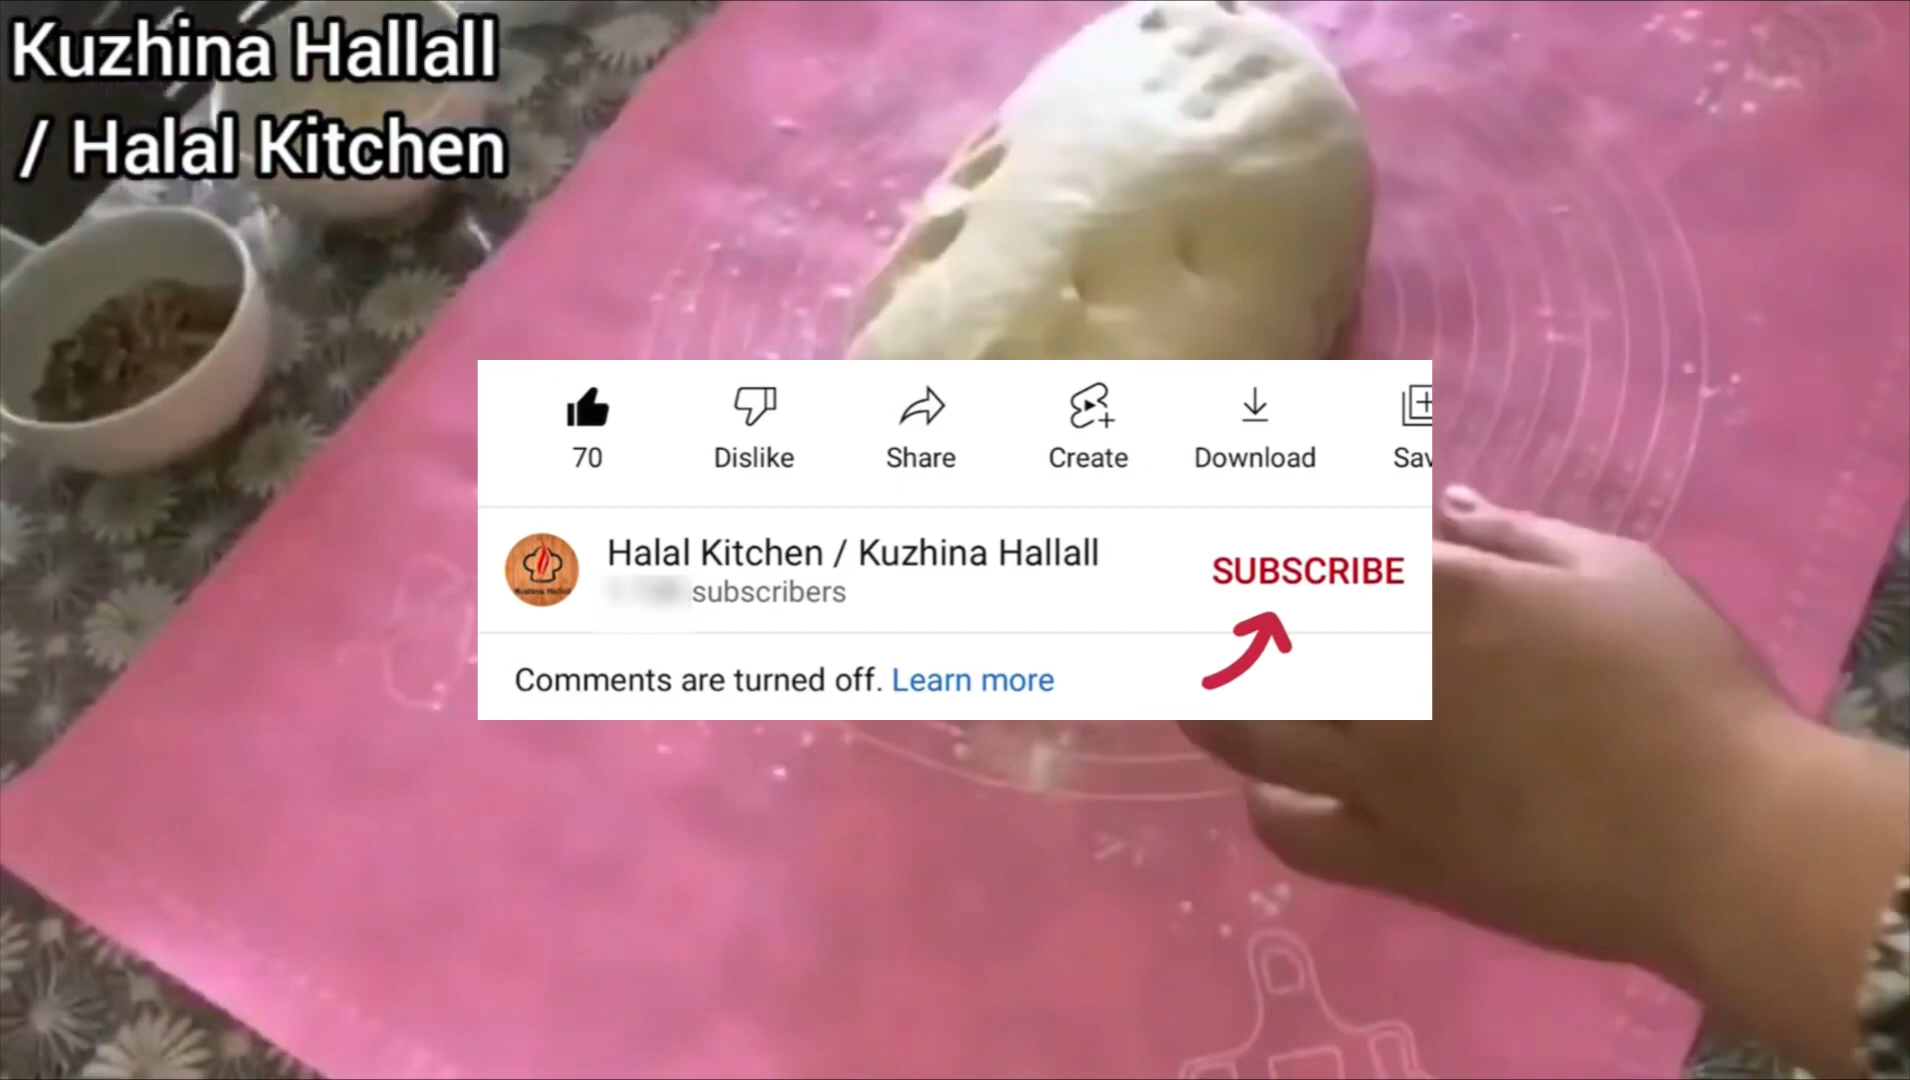 Kuzhina Hallall
/ Halal Kitchen
70
Dislike
Share
Create
Download
Sav
Halal Kitchen / Kuzhina Hallall
subscribers
SUBSCRIBE
Comments are turned off. Learn more